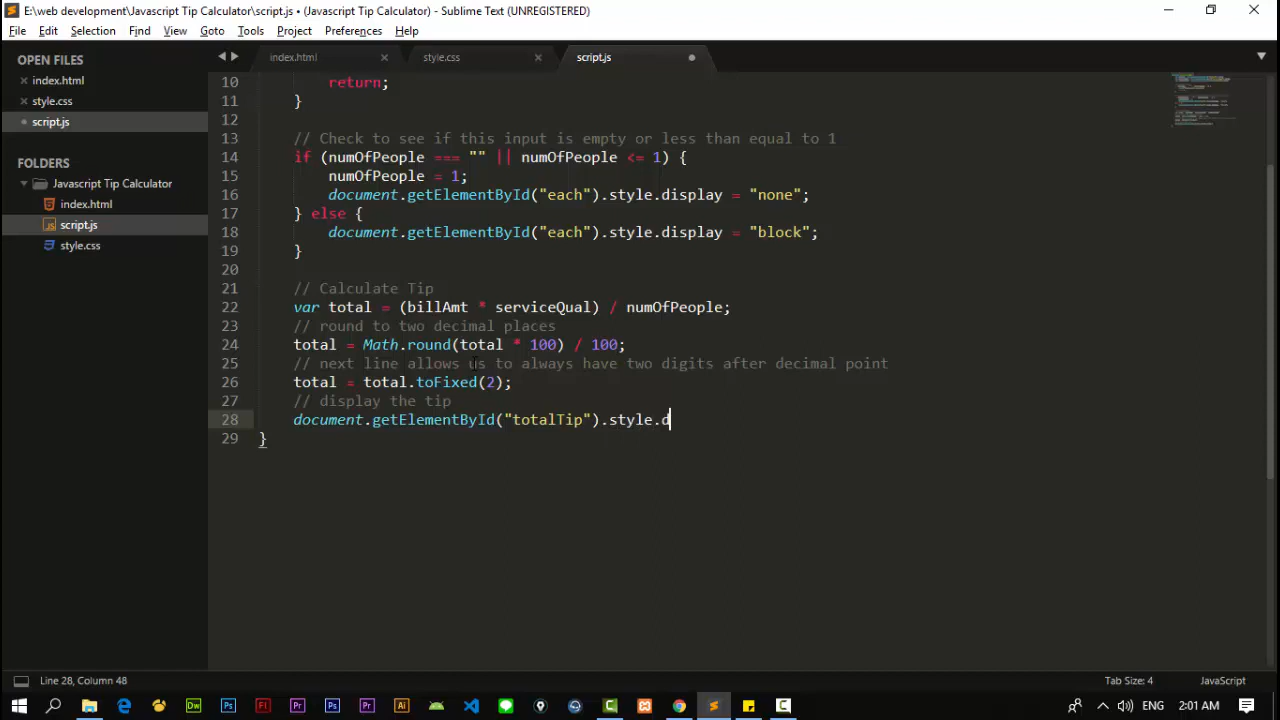 E:\web development\Javascript Tip Calculator\script.js • (Javascript Tip Calculator) - Sublime Text (UNREGISTERED)
File Edit Selection Find View Goto Tools Project Preferences Help
OPEN FILES
index.html
style.css
script.js
FOLDERS
Javascript Tip Calculator
index.html
script.js
style.css
index.html style.css script.js
10 return;
11 }
12
13 // Check to see if this input is empty or less than equal to 1
14 if (numOfPeople === "" || numOfPeople <= 1) {
15 numOfPeople = 1;
16 document.getElementById("each").style.display = "none";
17 } else {
18 document.getElementById("each").style.display = "block";
19 }
20
21 // Calculate Tip
22 var total = (billAmt * serviceQual) / numOfPeople;
23 // round to two decimal places
24 total = Math.round(total * 100) / 100;
25 // next line allows us to always have two digits after decimal point
26 total = total.toFixed(2);
27 // display the tip
28 document.getElementById("totalTip").style.d
29 }
Line 28, Column 48 Tab Size: 4 JavaScript
Dw Ps Fl Pr Ps Pr Ai ENG 2:01 AM